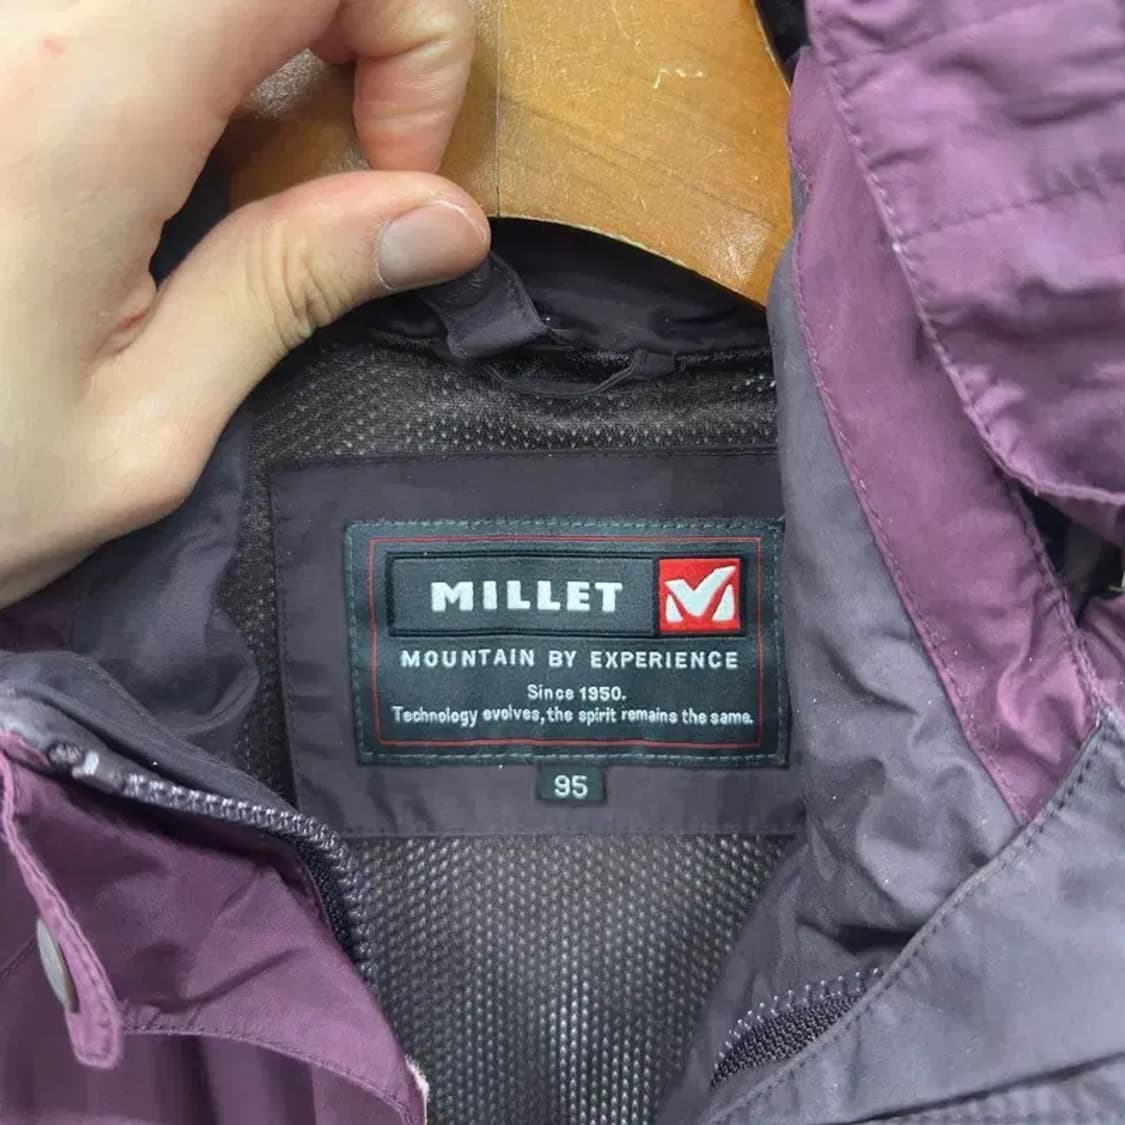 MILLET
MOUNTAIN BY EXPERIENCE
Since 1950.
Technology evolves, the spirit remains the same.
95